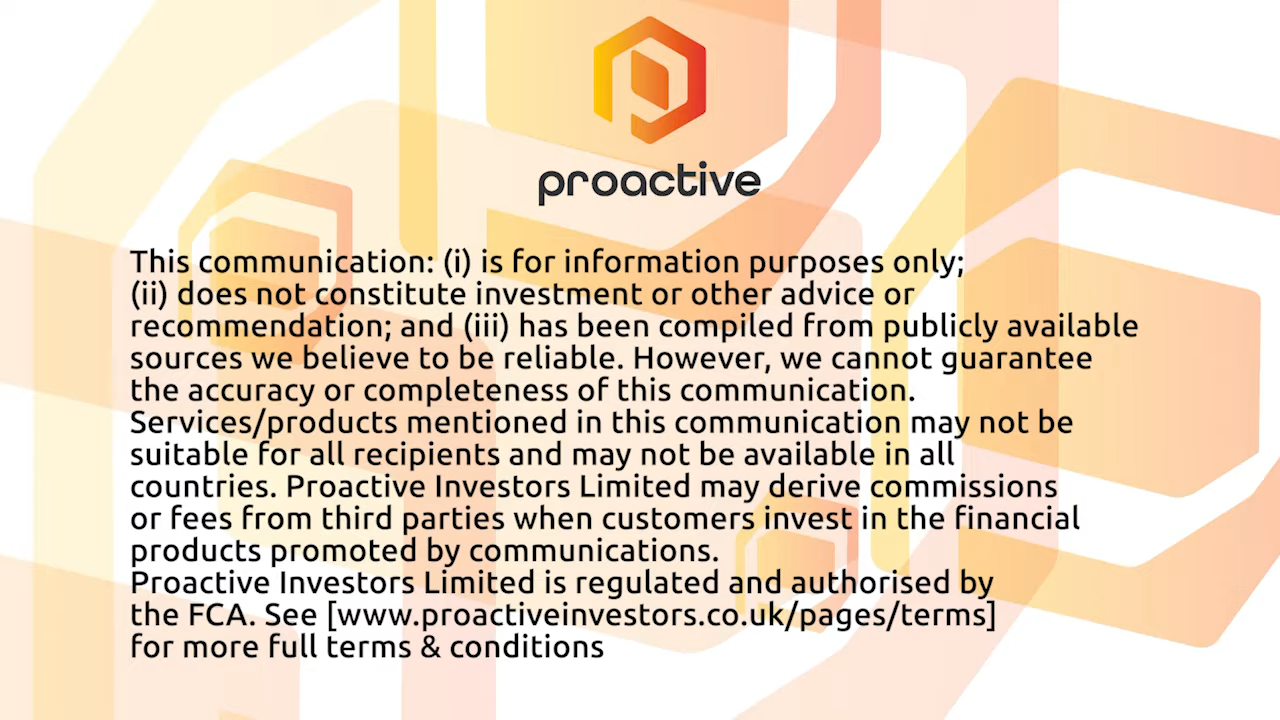 proactive
This communication: (i) is for information purposes only;
(ii) does not constitute investment or other advice or
recommendation; and (iii) has been compiled from publicly available
sources we believe to be reliable. However, we cannot guarantee
the accuracy or completeness of this communication.
Services/products mentioned in this communication may not be
suitable for all recipients and may not be available in all
countries. Proactive Investors Limited may derive commissions
or fees from third parties when customers invest in the financial
products promoted by communications.
Proactive Investors Limited is regulated and authorised by
the FCA. See [www.proactiveinvestors.co.uk/pages/terms]
for more full terms & conditions